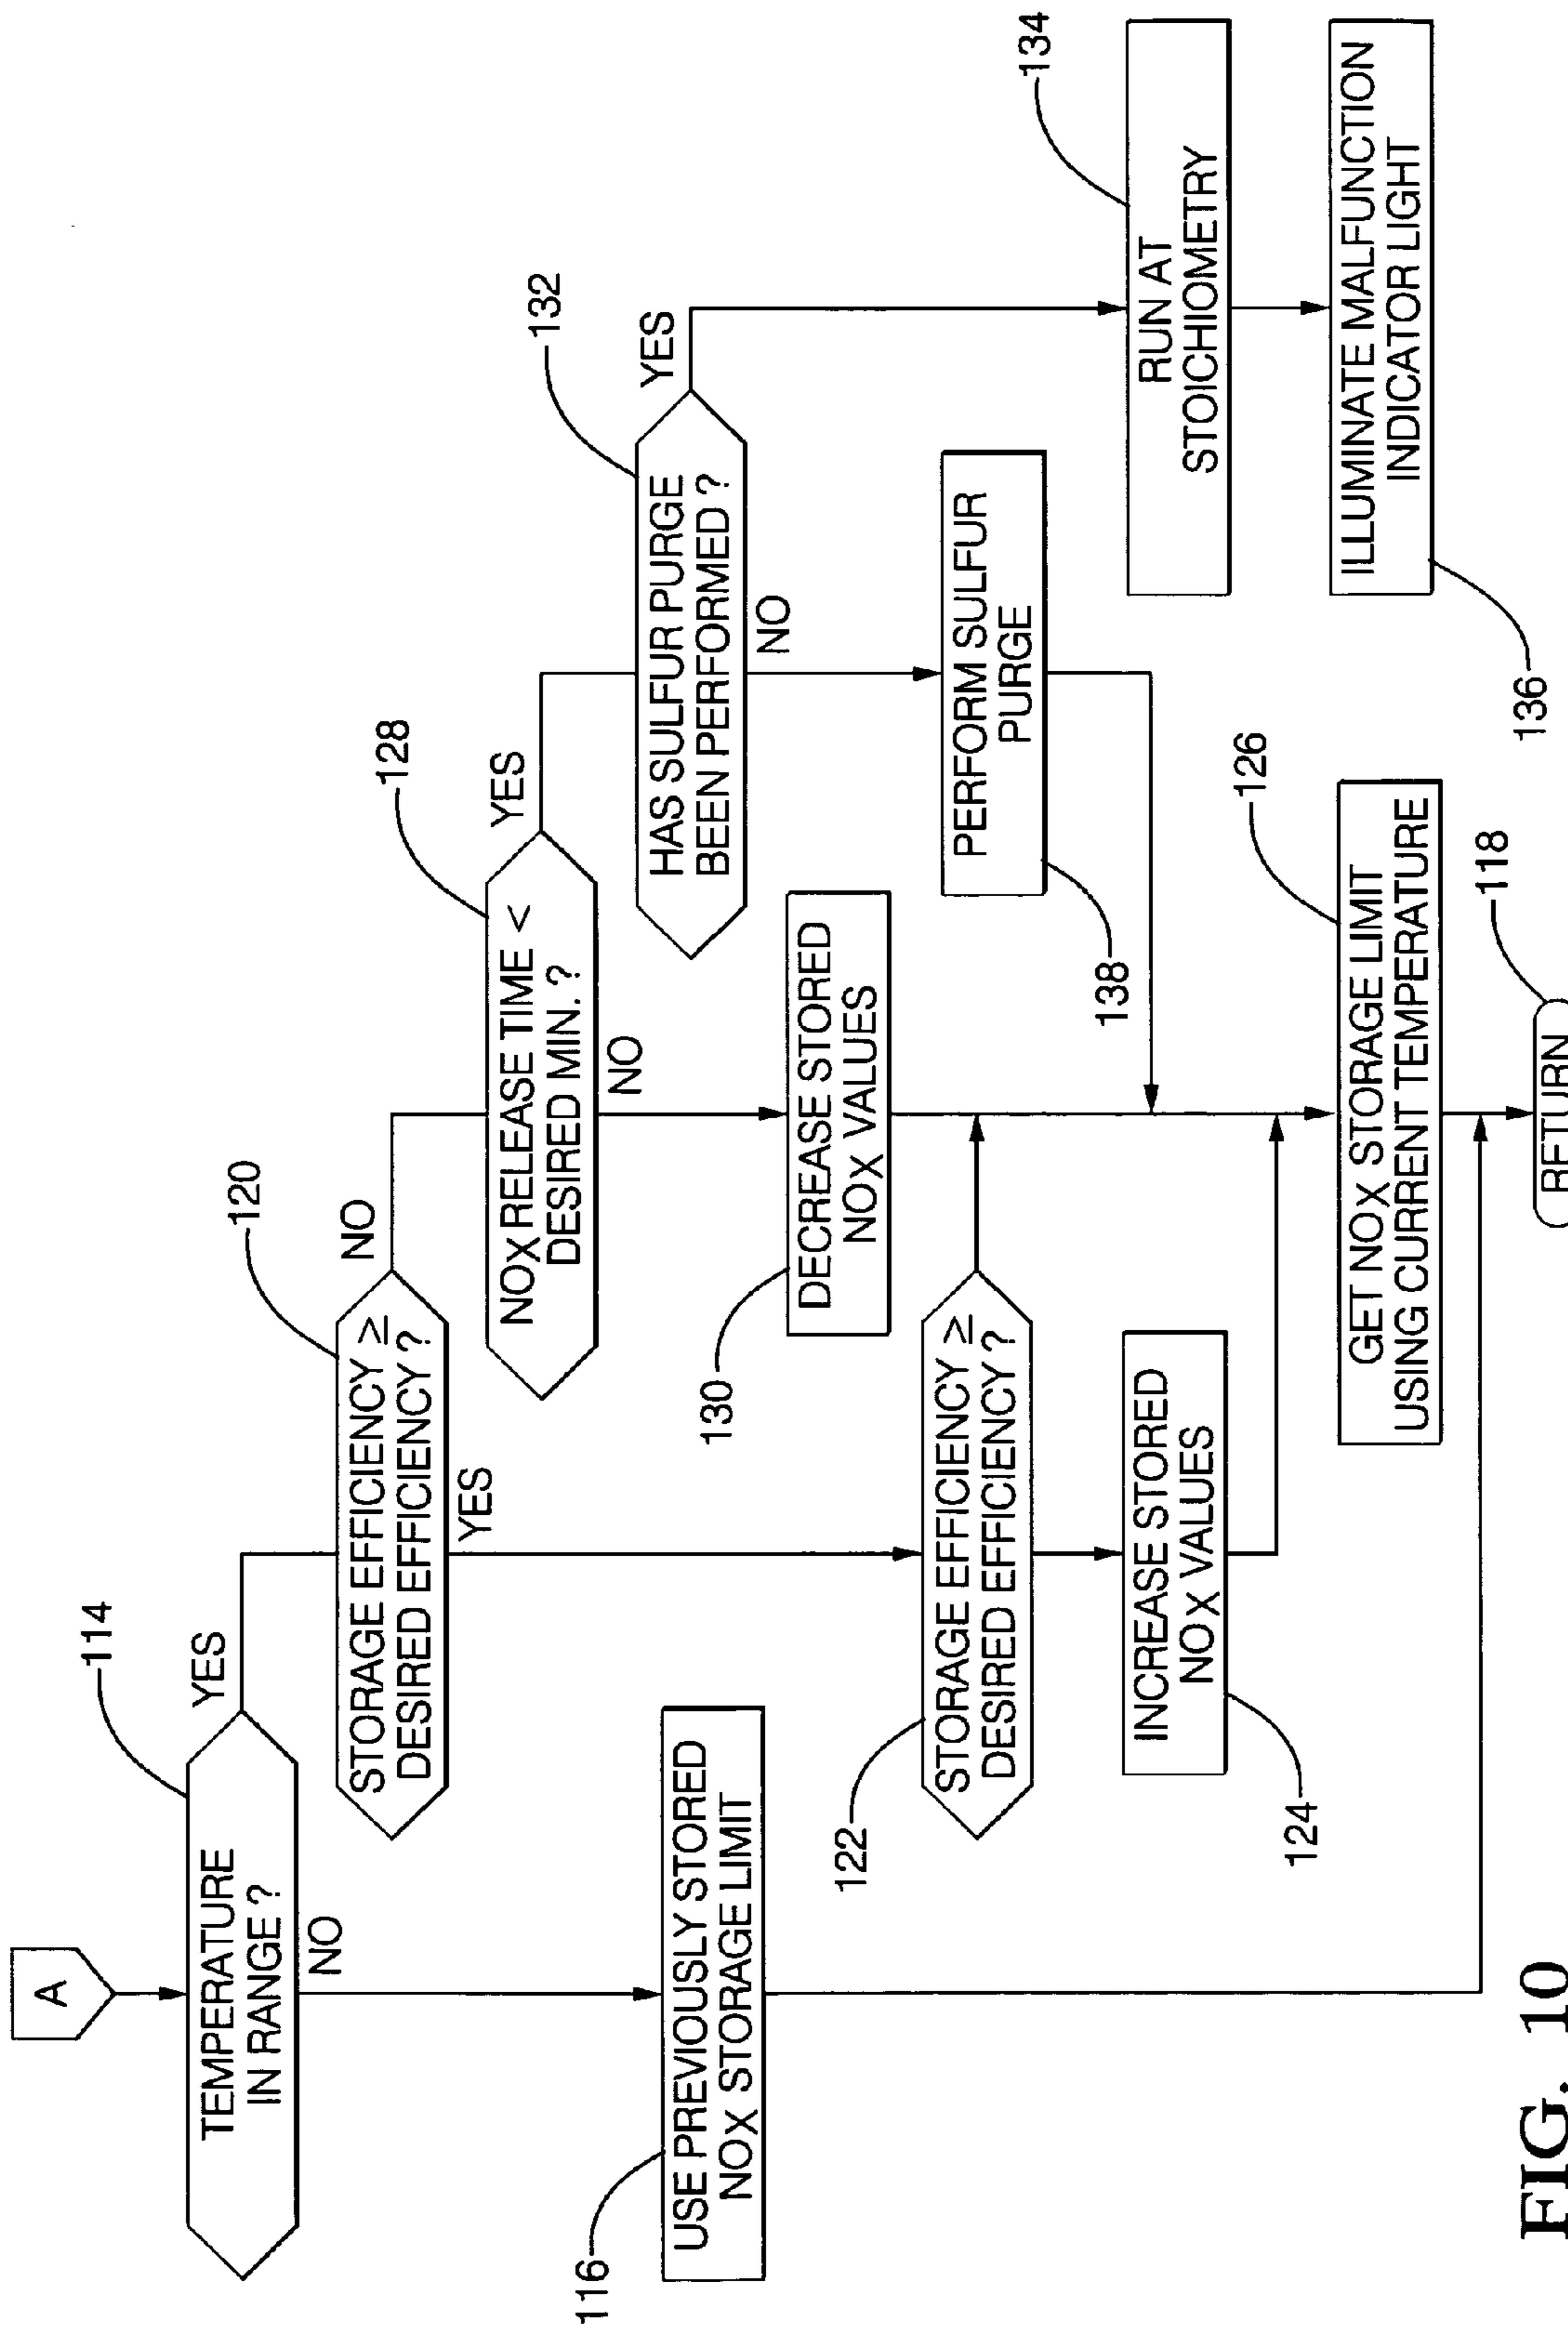 A
114
TEMPERATURE
IN RANGE ?
YES
NO
120
STORAGE EFFICIENCY ≥
DESIRED EFFICIENCY ?
NO
YES
128
NOX RELEASE TIME <
DESIRED MIN. ?
YES
NO
132
HAS SULFUR PURGE
BEEN PERFORMED ?
YES
NO
116
USE PREVIOUSLY STORED
NOX STORAGE LIMIT
130
DECREASE STORED
NOX VALUES
122
STORAGE EFFICIENCY ≥
DESIRED EFFICIENCY ?
PERFORM SULFUR
PURGE
138
134
RUN AT
STOICHIOMETRY
124
INCREASE STORED
NOX VALUES
126
GET NOX STORAGE LIMIT
USING CURRENT TEMPERATURE
ILLUMINATE MALFUNCTION
INDICATOR LIGHT
136
118
RETURN
FIG. 10